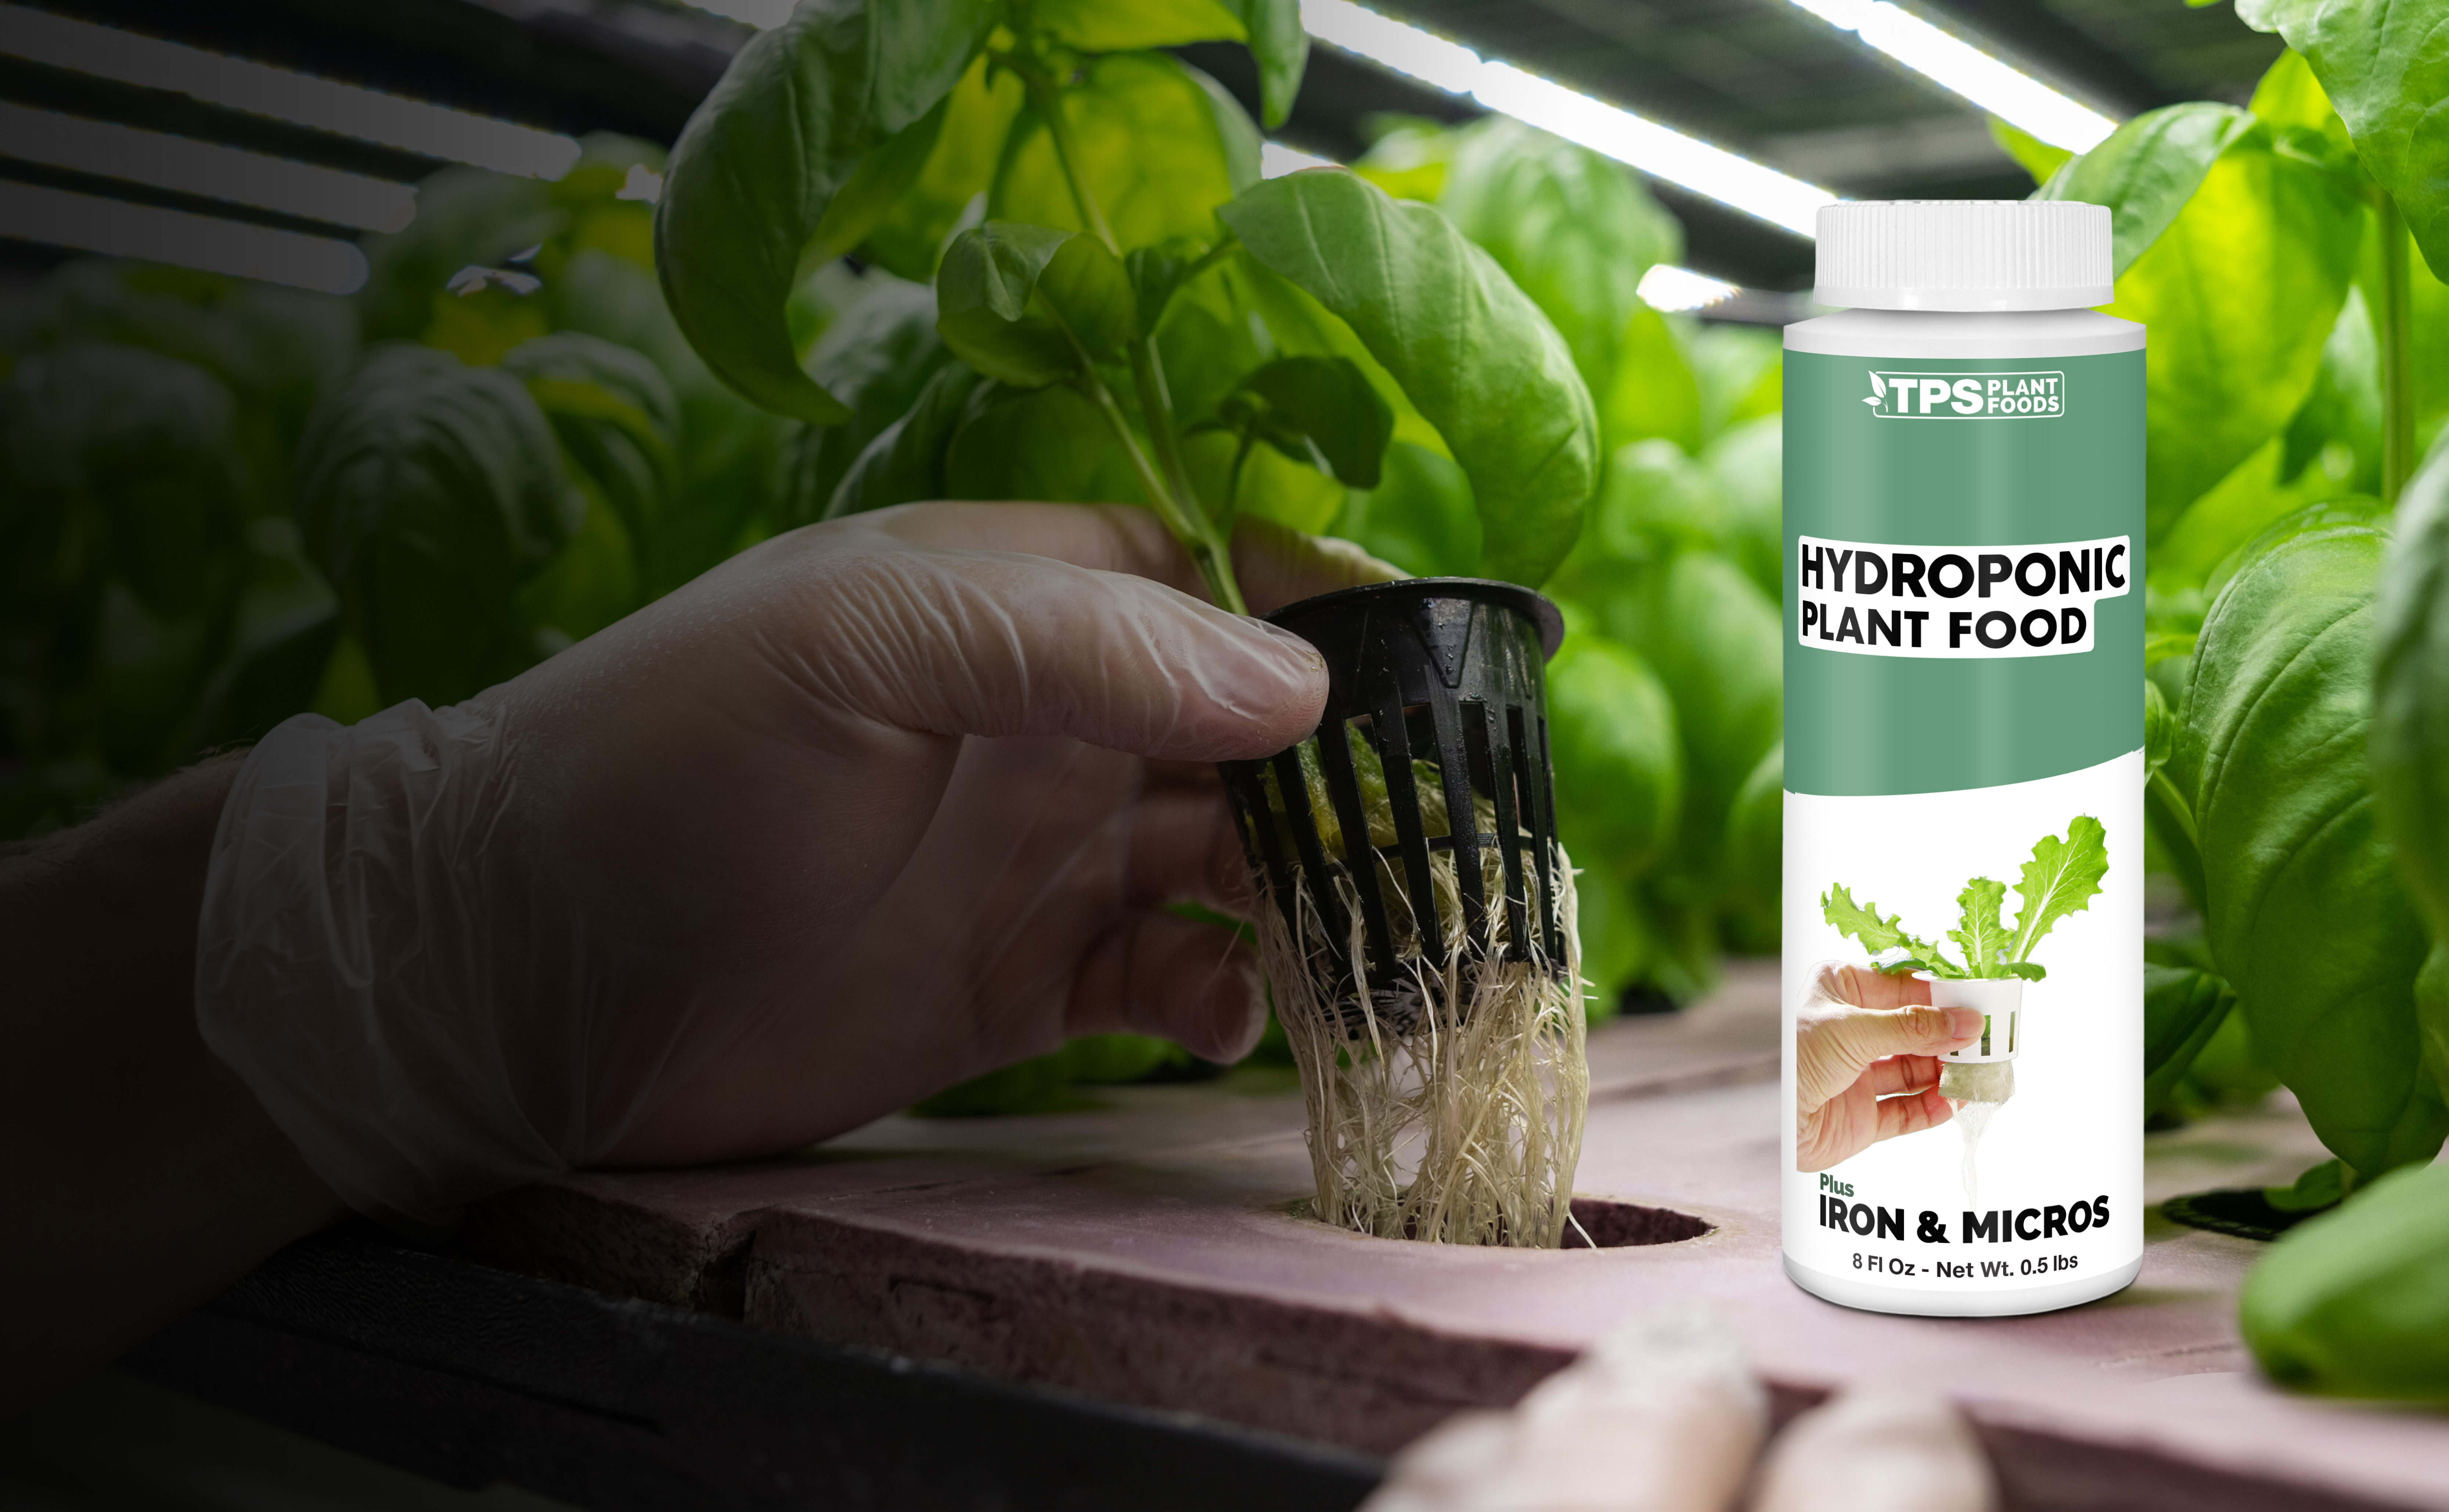 TPS PLANT
FOODS
HYDROPONIC
PLANT FOOD
Plus
IRON & MICROS
8 Fl Oz - Net Wt. 0.5 lbs